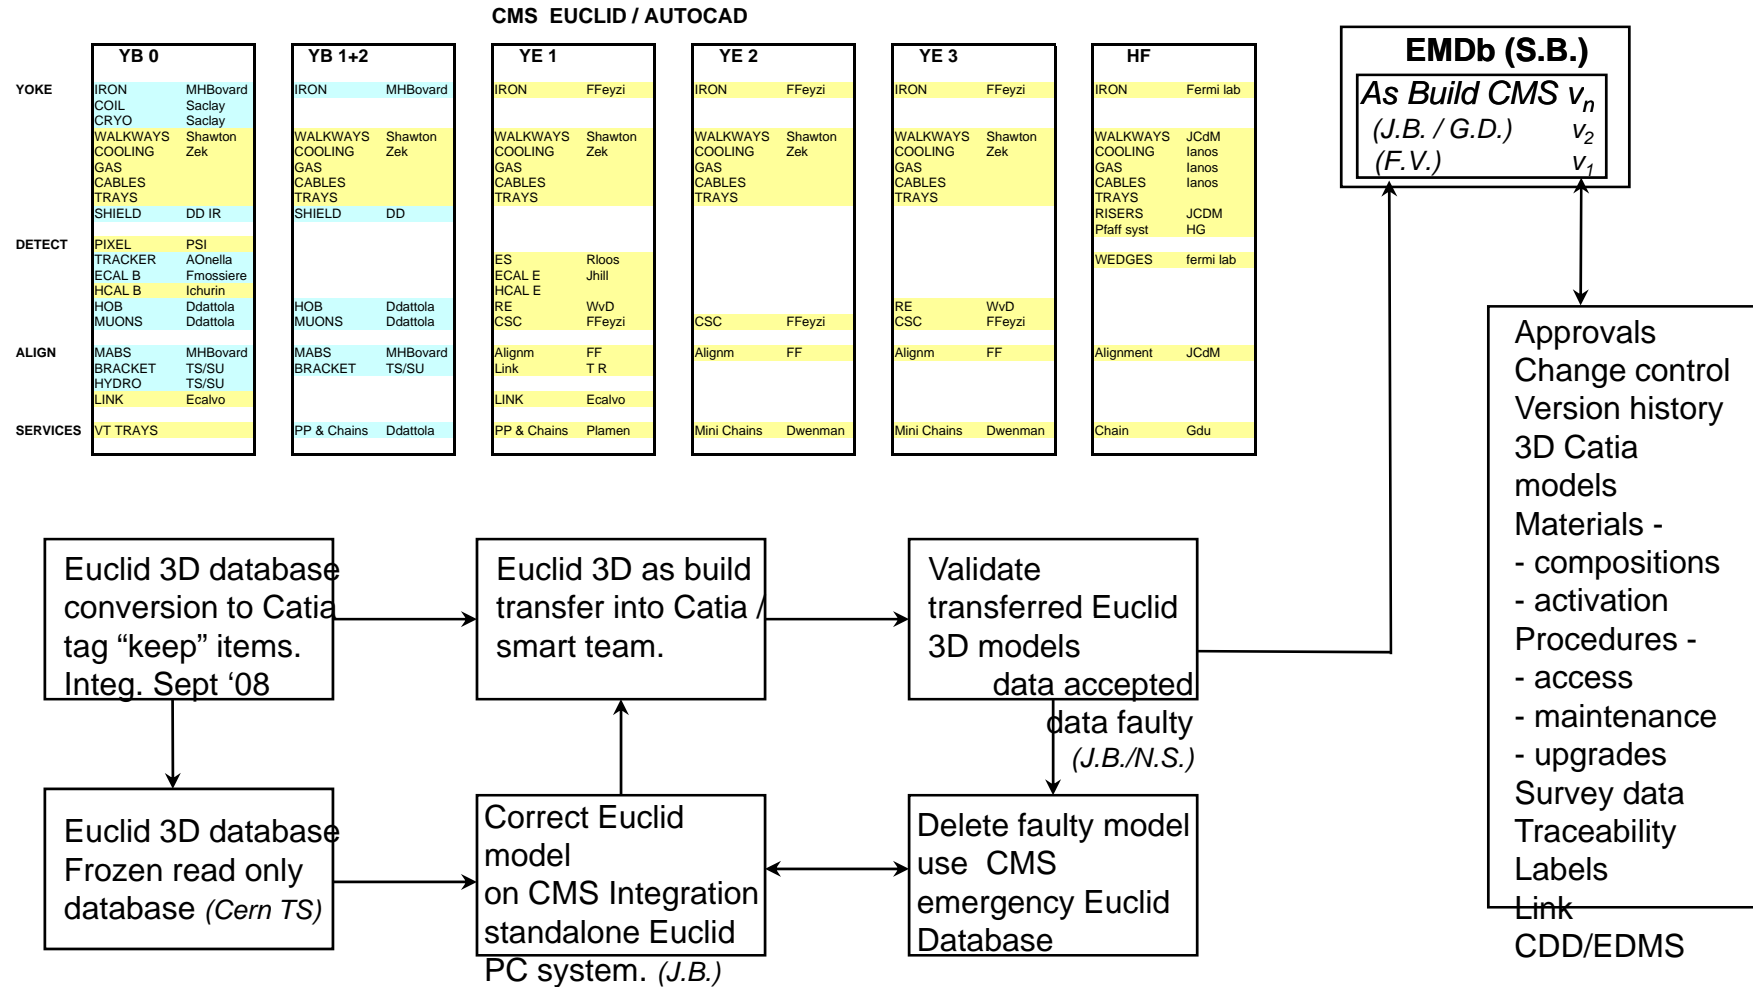 CMS EUCLID / AUTOCAD
YB 0
YOKE
IRON MHBovard
COIL Saclay
CRYO Saclay
WALKWAYS Shawton
COOLING Zek
GAS
CABLES
TRAYS
SHIELD DD IR
DETECT
PIXEL PSI
TRACKER AOnella
ECAL B Fmossiere
HCAL B Ichurin
HOB Ddattola
MUONS Ddattola
ALIGN
MABS MHBovard
BRACKET TS/SU
HYDRO TS/SU
LINK Ecalvo
SERVICES
VT TRAYS
YB 1+2
IRON MHBovard
WALKWAYS Shawton
COOLING Zek
GAS
CABLES
TRAYS
SHIELD DD
HOB Ddattola
MUONS Ddattola
MABS MHBovard
BRACKET TS/SU
PP & Chains Ddattola
YE 1
IRON FFeyzi
WALKWAYS Shawton
COOLING Zek
GAS
CABLES
TRAYS
ES Rloos
ECAL E Jhill
HCAL E
RE WvD
CSC FFeyzi
Alignm FF
Link T R
LINK Ecalvo
PP & Chains Plamen
YE 2
IRON FFeyzi
WALKWAYS Shawton
COOLING Zek
GAS
CABLES
TRAYS
CSC FFeyzi
Alignm FF
Mini Chains Dwenman
YE 3
IRON FFeyzi
WALKWAYS Shawton
COOLING Zek
GAS
CABLES
TRAYS
RE WvD
CSC FFeyzi
Alignm FF
Mini Chains Dwenman
HF
IRON Fermi lab
WALKWAYS JCdM
COOLING Ianos
GAS Ianos
CABLES Ianos
TRAYS
RISERS JCDM
Pfaff syst HG
WEDGES fermi lab
Alignment JCdM
Chain Gdu
EMDb (S.B.)
As Build CMS vn
(J.B. / G.D.) v2
(F.V.) v1
Approvals
Change control
Version history
3D Catia
models
Materials -
- compositions
- activation
Procedures -
- access
- maintenance
- upgrades
Survey data
Traceability
Labels
Link
CDD/EDMS
Euclid 3D database
conversion to Catia
tag “keep” items.
Integ. Sept ‘08
Euclid 3D as build
transfer into Catia /
smart team.
Validate
transferred Euclid
3D models
data accepted
data faulty
(J.B./N.S.)
Euclid 3D database
Frozen read only
database (Cern TS)
Correct Euclid
model
on CMS Integration
standalone Euclid
PC system. (J.B.)
Delete faulty model
use CMS
emergency Euclid
Database